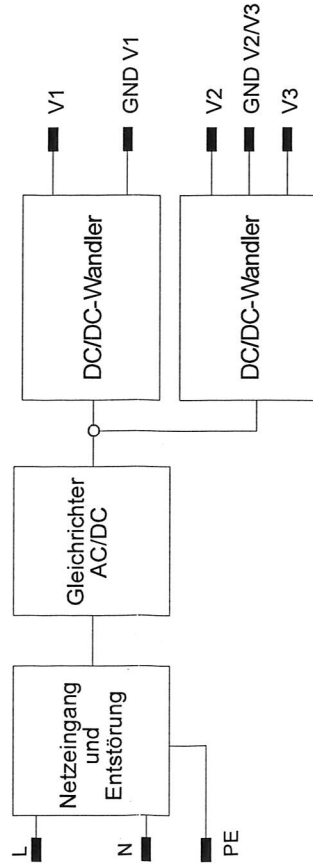 L
N
PE
Netzeingang
und
Entstörung
Gleichrichter
AC/DC
DC/DC-Wandler
V1
GND V1
DC/DC-Wandler
V2
GND V2/V3
V3